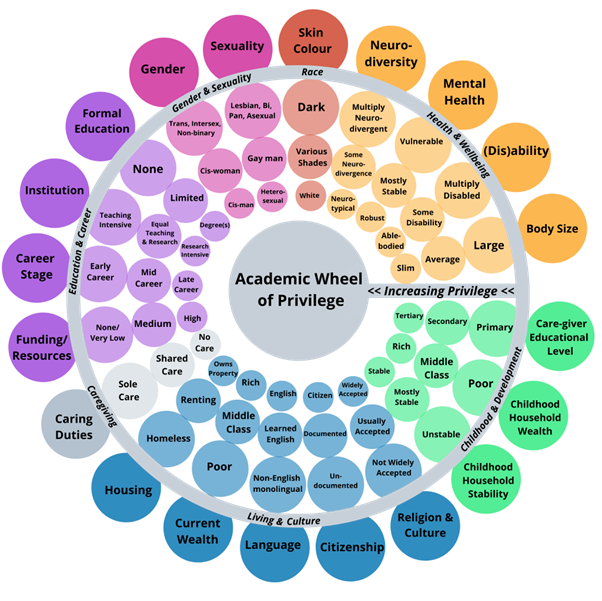 Academic Wheel
of Privilege
<< Increasing Privilege <<
Race
Skin
Colour
Dark
Various
Shades
White
Health & Wellbeing
Neuro-
diversity
Multiply
Neuro-
divergent
Some
Neuro-
divergence
Neuro-
typical
Mental
Health
Vulnerable
Mostly
Stable
Robust
(Dis)ability
Multiply
Disabled
Some
Disability
Able-
bodied
Body Size
Large
Average
Slim
Childhood & Development
Care-giver
Educational
Level
Primary
Secondary
Tertiary
Childhood
Household
Wealth
Poor
Middle
Class
Rich
Childhood
Household
Stability
Unstable
Mostly
Stable
Stable
Living & Culture
Religion &
Culture
Not Widely
Accepted
Usually
Accepted
Widely
Accepted
Citizenship
Un-
documented
Documented
Citizen
Language
Non-English
monolingual
Learned
English
English
Current
Wealth
Poor
Middle
Class
Rich
Housing
Homeless
Renting
Owns
Property
Caregiving
Caring
Duties
Sole
Care
Shared
Care
No
Care
Education & Career
Funding/
Resources
None/
Very Low
Medium
High
Career
Stage
Early
Career
Mid
Career
Late
Career
Institution
Teaching
Intensive
Equal
Teaching
& Research
Research
Intensive
Formal
Education
None
Limited
Degree(s)
Gender & Sexuality
Gender
Trans, Intersex,
Non-binary
Cis-woman
Cis-man
Sexuality
Lesbian, Bi,
Pan, Asexual
Gay man
Hetero-
sexual